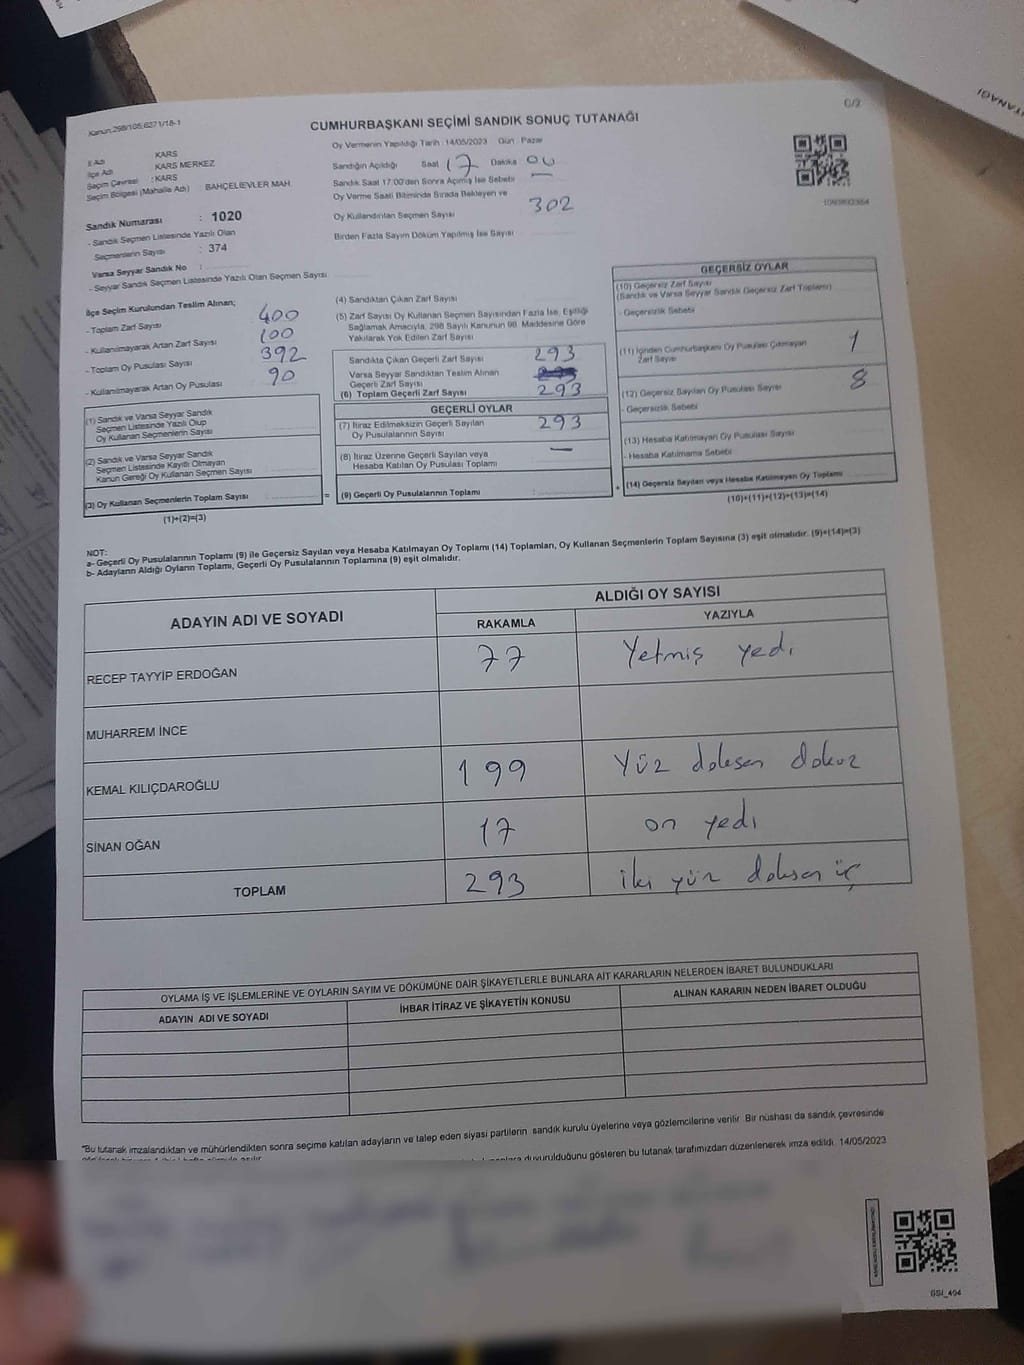 C/2
Kanun:298/105;6271/18-1
CUMHURBAŞKANI SEÇİMİ SANDIK SONUÇ TUTANAĞI
İl Adı KARS
İlçe Adı KARS MERKEZ
Seçim Çevresi : KARS
Seçim Bölgesi (Mahalle Adı) BAHÇELİEVLER MAH.
Oy Vermenin Yapıldığı Tarih :14/05/2023 Gün : Pazar
Sandığın Açıldığı Saat 17 Dakika 00
Sandık Saat 17:00'den Sonra Açılmış İse Sebebi —
Oy Verme Saati Bitiminde Sırada Bekleyen ve
Oy Kullandırılan Seçmen Sayısı 302
Birden Fazla Sayım Döküm Yapılmış İse Sayısı
Sandık Numarası : 1020
- Sandık Seçmen Listesinde Yazılı Olan
Seçmenlerin Sayısı : 374
Varsa Seyyar Sandık No :
- Seyyar Sandık Seçmen Listesinde Yazılı Olan Seçmen Sayısı
İlçe Seçim Kurulundan Teslim Alınan;
- Toplam Zarf Sayısı 400
- Kullanılmayarak Artan Zarf Sayısı 100
- Toplam Oy Pusulası Sayısı 392
- Kullanılmayarak Artan Oy Pusulası 90
(1) Sandık ve Varsa Seyyar Sandık
Seçmen Listesinde Yazılı Olup
Oy Kullanan Seçmenlerin Sayısı
(2) Sandık ve Varsa Seyyar Sandık
Seçmen Listesinde Kayıtlı Olmayan
Kanun Gereği Oy Kullanan Seçmen Sayısı
(3) Oy Kullanan Seçmenlerin Toplam Sayısı :
(1)+(2)=(3)
(4) Sandıktan Çıkan Zarf Sayısı
(5) Zarf Sayısı Oy Kullanan Seçmen Sayısından Fazla İse, Eşitliği
Sağlamak Amacıyla, 298 Sayılı Kanunun 98. Maddesine Göre
Yakılarak Yok Edilen Zarf Sayısı
Sandıkta Çıkan Geçerli Zarf Sayısı 293
Varsa Seyyar Sandıktan Teslim Alınan
Geçerli Zarf Sayısı
(6) Toplam Geçerli Zarf Sayısı 293
GEÇERLİ OYLAR
(7) İtiraz Edilmeksizin Geçerli Sayılan
Oy Pusulalarının Sayısı 293
(8) İtiraz Üzerine Geçerli Sayılan veya
Hesaba Katılan Oy Pusulası Toplamı —
= (9) Geçerli Oy Pusulalarının Toplamı :
GEÇERSİZ OYLAR
(10) Geçersiz Zarf Sayısı
(Sandık ve Varsa Seyyar Sandık Geçersiz Zarf Toplamı)
- Geçersizlik Sebebi
(11) İçinden Cumhurbaşkanı Oy Pusulası Çıkmayan
Zarf Sayısı 1
(12) Geçersiz Sayılan Oy Pusulası Sayısı 8
- Geçersizlik Sebebi
(13) Hesaba Katılmayan Oy Pusulası Sayısı
- Hesaba Katılmama Sebebi
+ (14) Geçersiz Sayılan veya Hesaba Katılmayan Oy Toplamı
(10)+(11)+(12)+(13)=(14)
NOT:
a- Geçerli Oy Pusulalarının Toplamı (9) ile Geçersiz Sayılan veya Hesaba Katılmayan Oy Toplamı (14) Toplamları, Oy Kullanan Seçmenlerin Toplam Sayısına (3) eşit olmalıdır. (9)+(14)=(3)
b- Adayların Aldığı Oyların Toplamı, Geçerli Oy Pusulalarının Toplamına (9) eşit olmalıdır.
ADAYIN ADI VE SOYADI ALDIĞI OY SAYISI
RAKAMLA YAZIYLA
RECEP TAYYİP ERDOĞAN 77 Yetmiş yedi
MUHARREM İNCE
KEMAL KILIÇDAROĞLU 199 Yüz doksan dokuz
SİNAN OĞAN 17 on yedi
TOPLAM 293 iki yüz doksan üç
OYLAMA İŞ VE İŞLEMLERİNE VE OYLARIN SAYIM VE DÖKÜMÜNE DAİR ŞİKAYETLERLE BUNLARA AİT KARARLARIN NELERDEN İBARET BULUNDUKLARI
ADAYIN ADI VE SOYADI İHBAR İTİRAZ VE ŞİKAYETİN KONUSU ALINAN KARARIN NEDEN İBARET OLDUĞU
*Bu tutanak imzalandıktan ve mühürlendikten sonra seçime katılan adayların ve talep eden siyasi partilerin sandık kurulu üyelerine veya gözlemcilerine verilir. Bir nüshası da sandık çevresinde
duyurulduğunu gösteren bu tutanak tarafımızdan düzenlenerek imza edildi. 14/05/2023
GSI_494